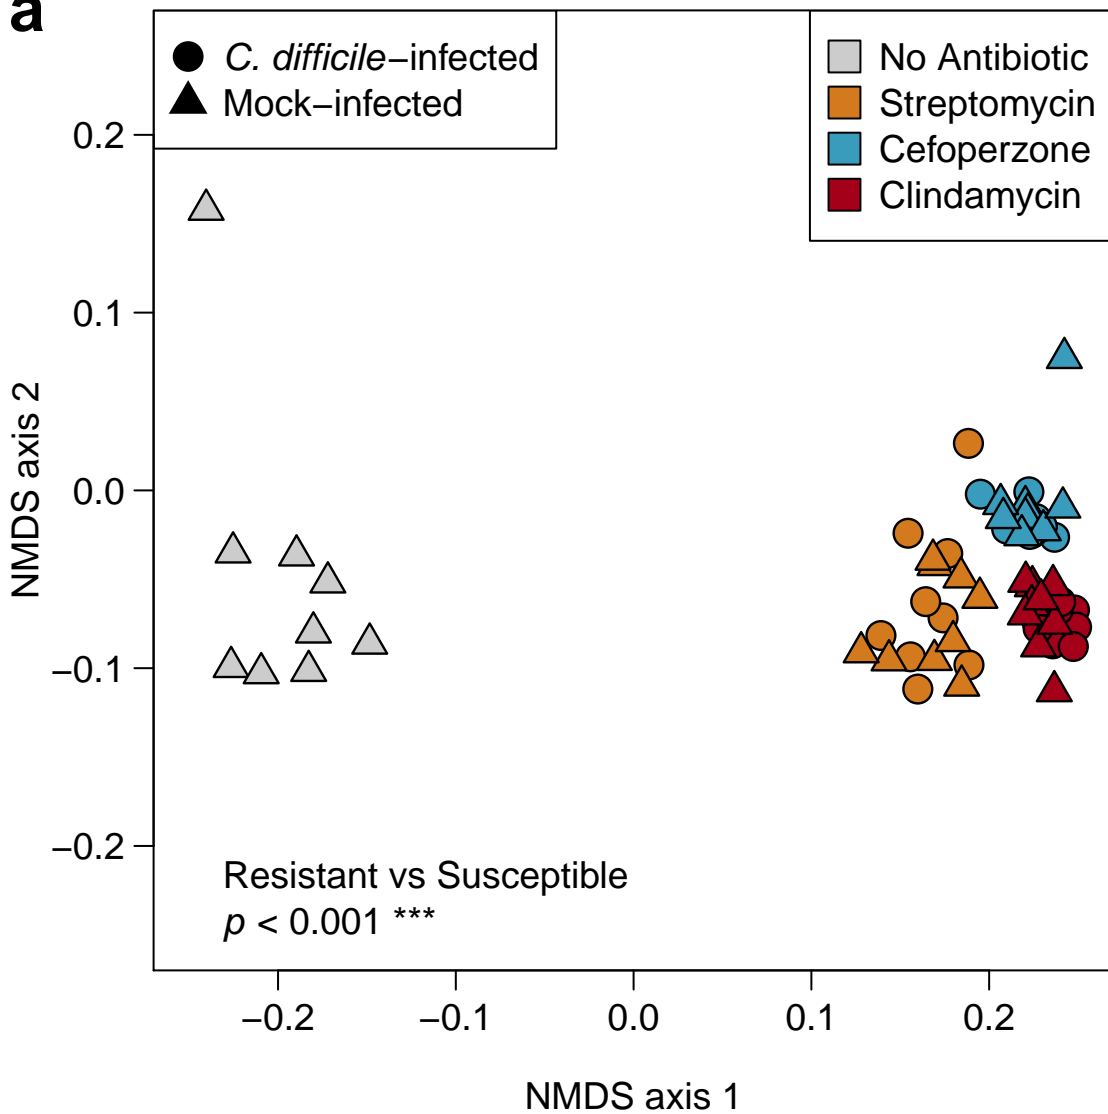 a
C. difficile−infected
Mock−infected
No Antibiotic
Streptomycin
Cefoperzone
Clindamycin
0.2
0.1
0.0
−0.1
−0.2
NMDS axis 2
Resistant vs Susceptible
p < 0.001 ***
−0.2 −0.1 0.0 0.1 0.2
NMDS axis 1